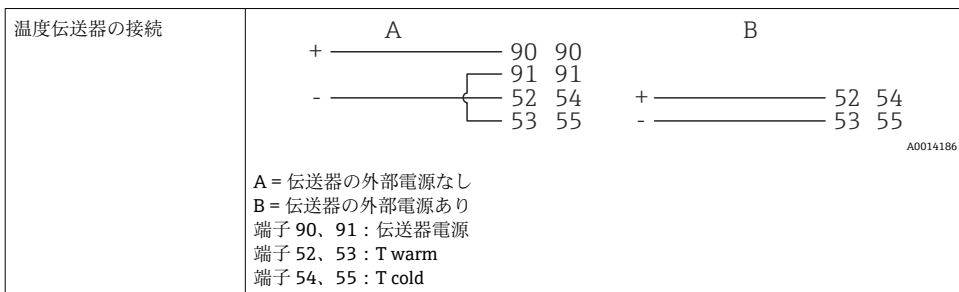 温度伝送器の接続
A B
+ 90 90
91 91
- 52 54 + 52 54
53 55 - 53 55
A0014186
A = 伝送器の外部電源なし
B = 伝送器の外部電源あり
端子 90、91：伝送器電源
端子 52、53：T warm
端子 54、55：T cold